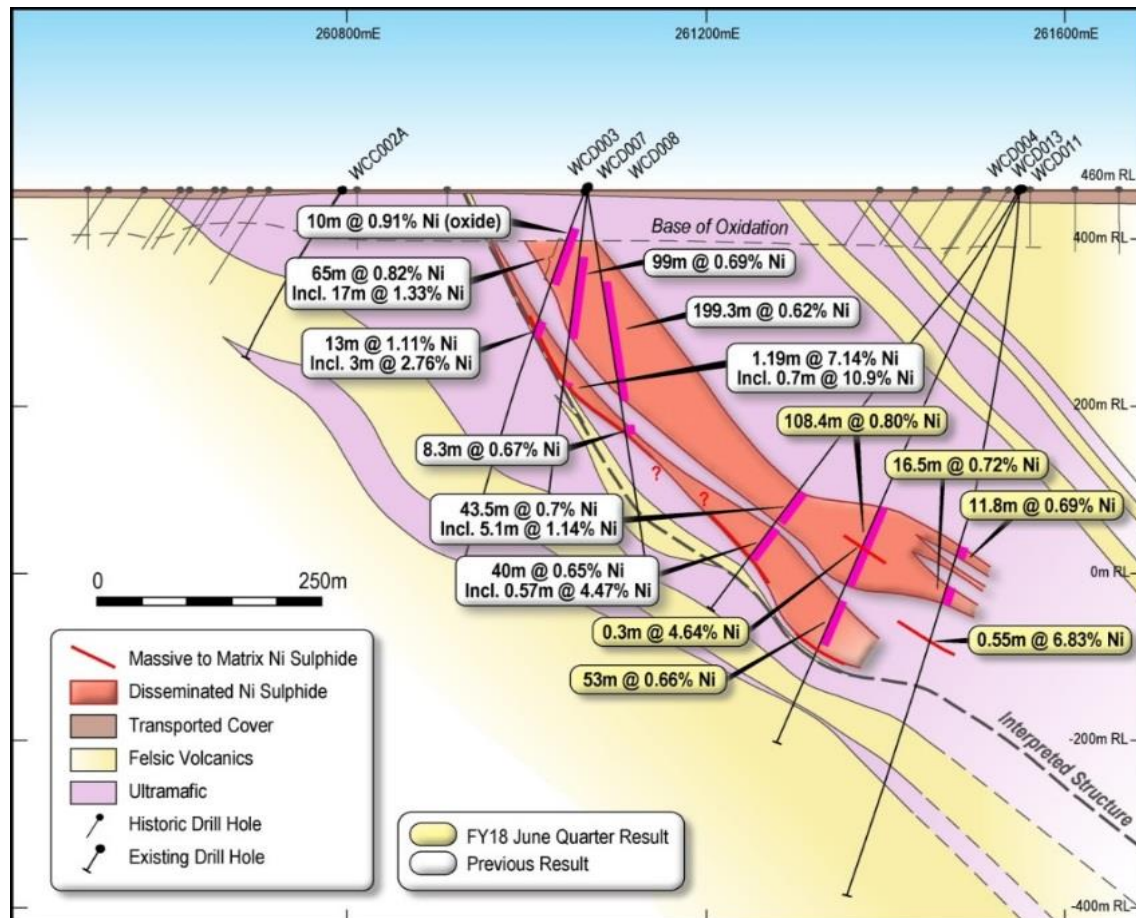 260800mE
261200mE
261600mE
WCC002A
WCD003
WCD007
WCD008
WCD004
WCD013
WCD011
460m RL
10m @ 0.91% Ni (oxide)
Base of Oxidation
400m RL
65m @ 0.82% Ni
Incl. 17m @ 1.33% Ni
99m @ 0.69% Ni
199.3m @ 0.62% Ni
13m @ 1.11% Ni
Incl. 3m @ 2.76% Ni
1.19m @ 7.14% Ni
Incl. 0.7m @ 10.9% Ni
200m RL
108.4m @ 0.80% Ni
8.3m @ 0.67% Ni
16.5m @ 0.72% Ni
?
?
43.5m @ 0.7% Ni
Incl. 5.1m @ 1.14% Ni
11.8m @ 0.69% Ni
40m @ 0.65% Ni
Incl. 0.57m @ 4.47% Ni
0m RL
0
250m
0.3m @ 4.64% Ni
0.55m @ 6.83% Ni
53m @ 0.66% Ni
Interpreted Structure
-200m RL
Massive to Matrix Ni Sulphide
Disseminated Ni Sulphide
Transported Cover
Felsic Volcanics
Ultramafic
Historic Drill Hole
Existing Drill Hole
FY18 June Quarter Result
Previous Result
-400m RL